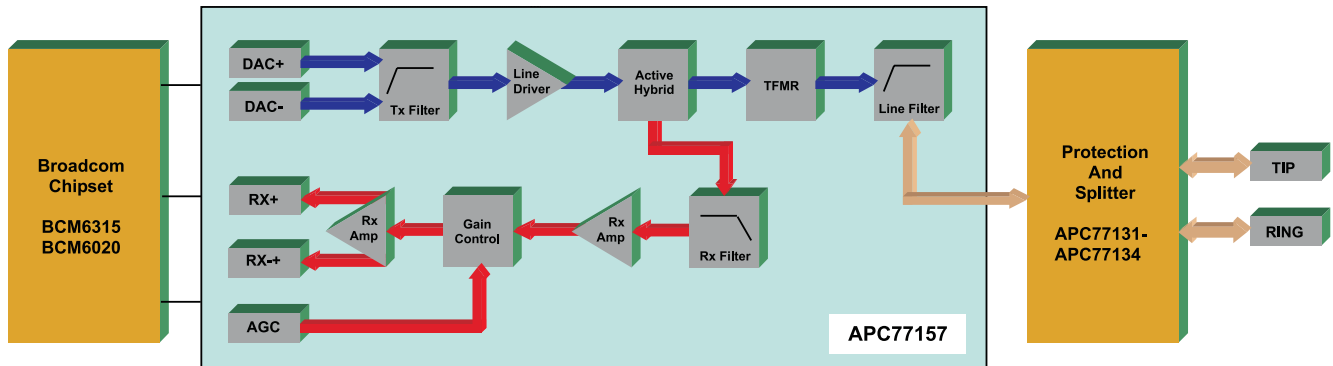 Broadcom
Chipset
BCM6315
BCM6020
DAC+
DAC-
Tx Filter
Line
Driver
Active
Hybrid
TFMR
Line Filter
RX+
RX-+
AGC
Rx
Amp
Gain
Control
Rx
Amp
Rx Filter
APC77157
Protection
And
Splitter
APC77131-
APC77134
TIP
RING